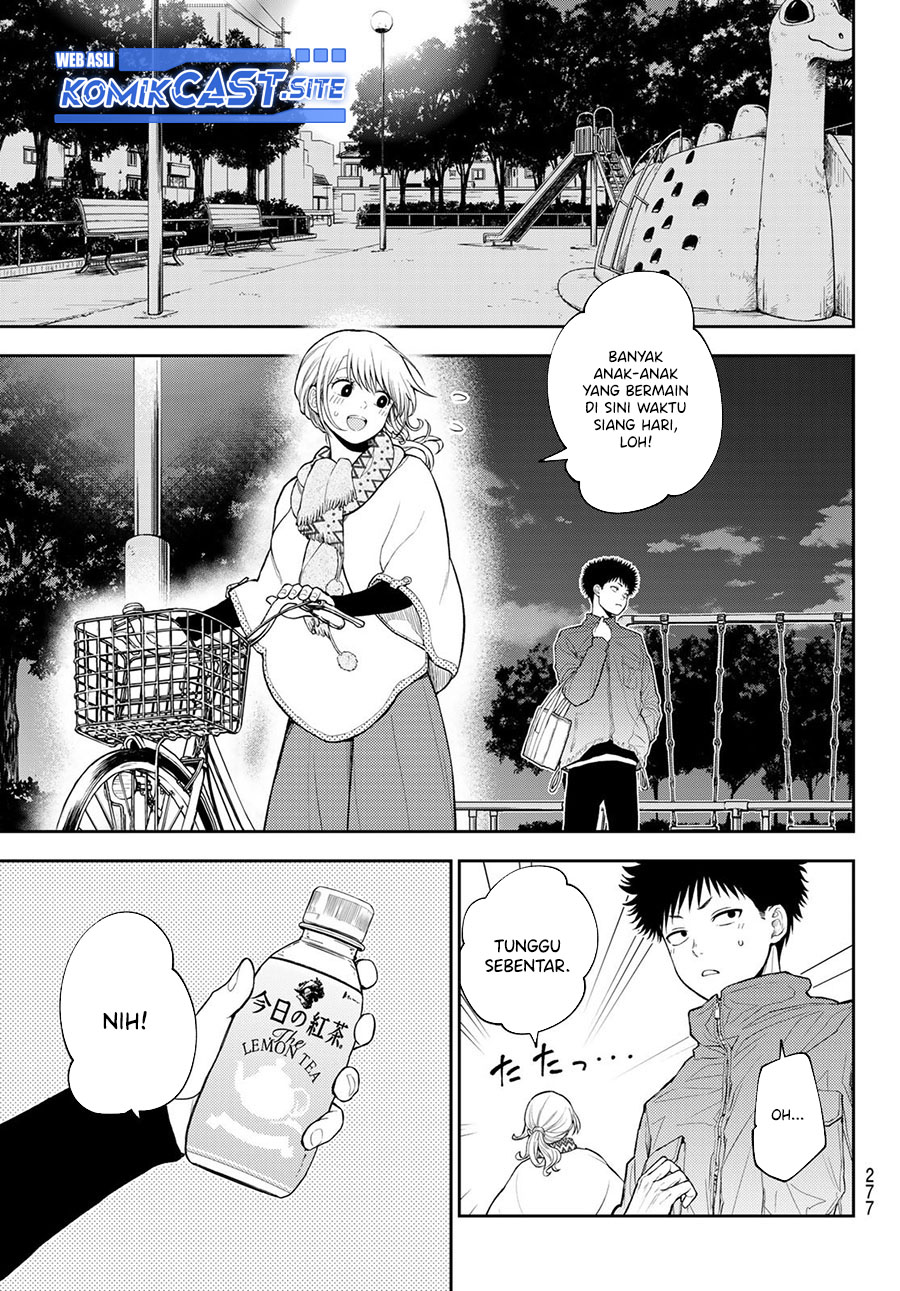 WEB ASLI
KOMIKCAST.SITE
BANYAK
ANAK-ANAK
YANG BERMAIN
DI SINI WAKTU
SIANG HARI,
LOH!
TUNGGU
SEBENTAR.
OH...
たたっ・・・
NIH!
今日の紅茶
The
LEMON TEA
277